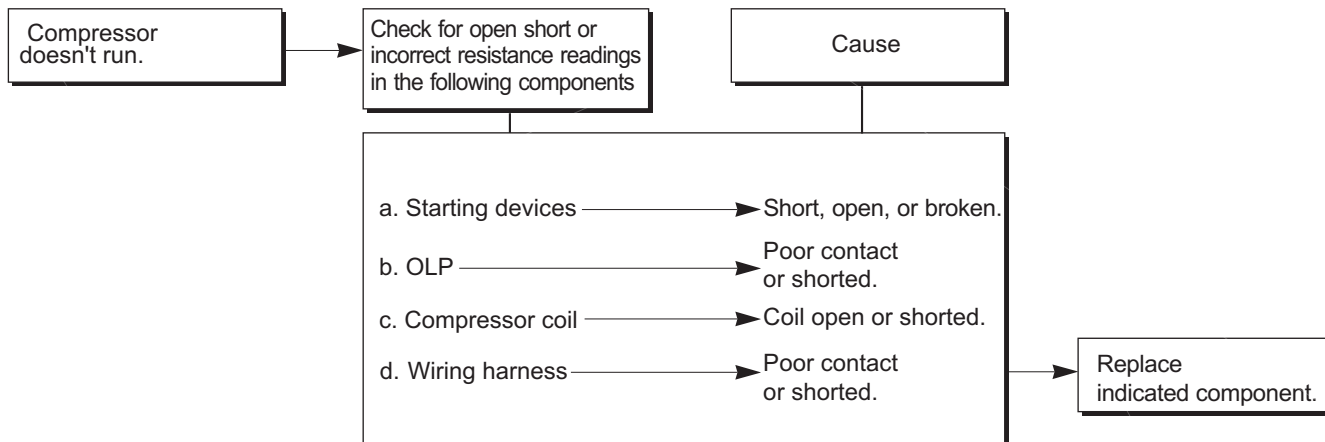 Compressor
doesn't run.
Check for open short or
incorrect resistance readings
in the following components
Cause
a. Starting devices
Short, open, or broken.
b. OLP
Poor contact
or shorted.
c. Compressor coil
Coil open or shorted.
d. Wiring harness
Poor contact
or shorted.
Replace
indicated component.